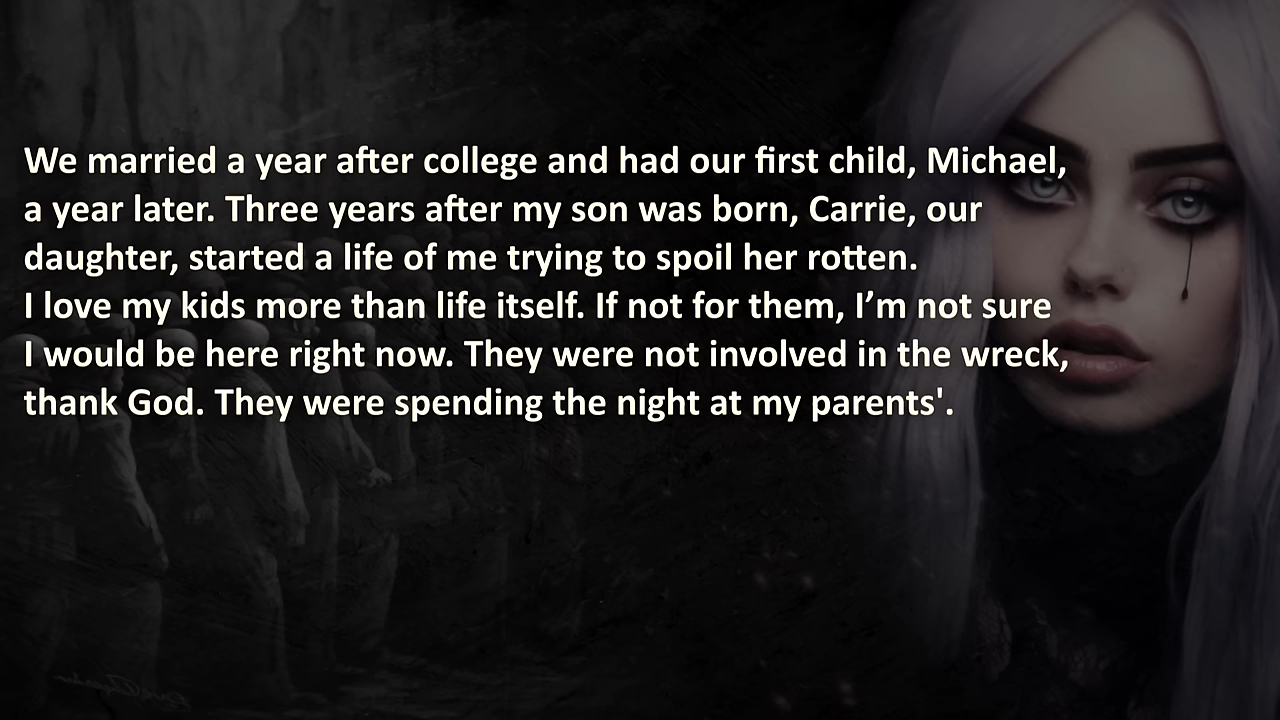 We married a year after college and had our first child, Michael,
a year later. Three years after my son was born, Carrie, our
daughter, started a life of me trying to spoil her rotten.
I love my kids more than life itself. If not for them, I’m not sure
I would be here right now. They were not involved in the wreck,
thank God. They were spending the night at my parents'.